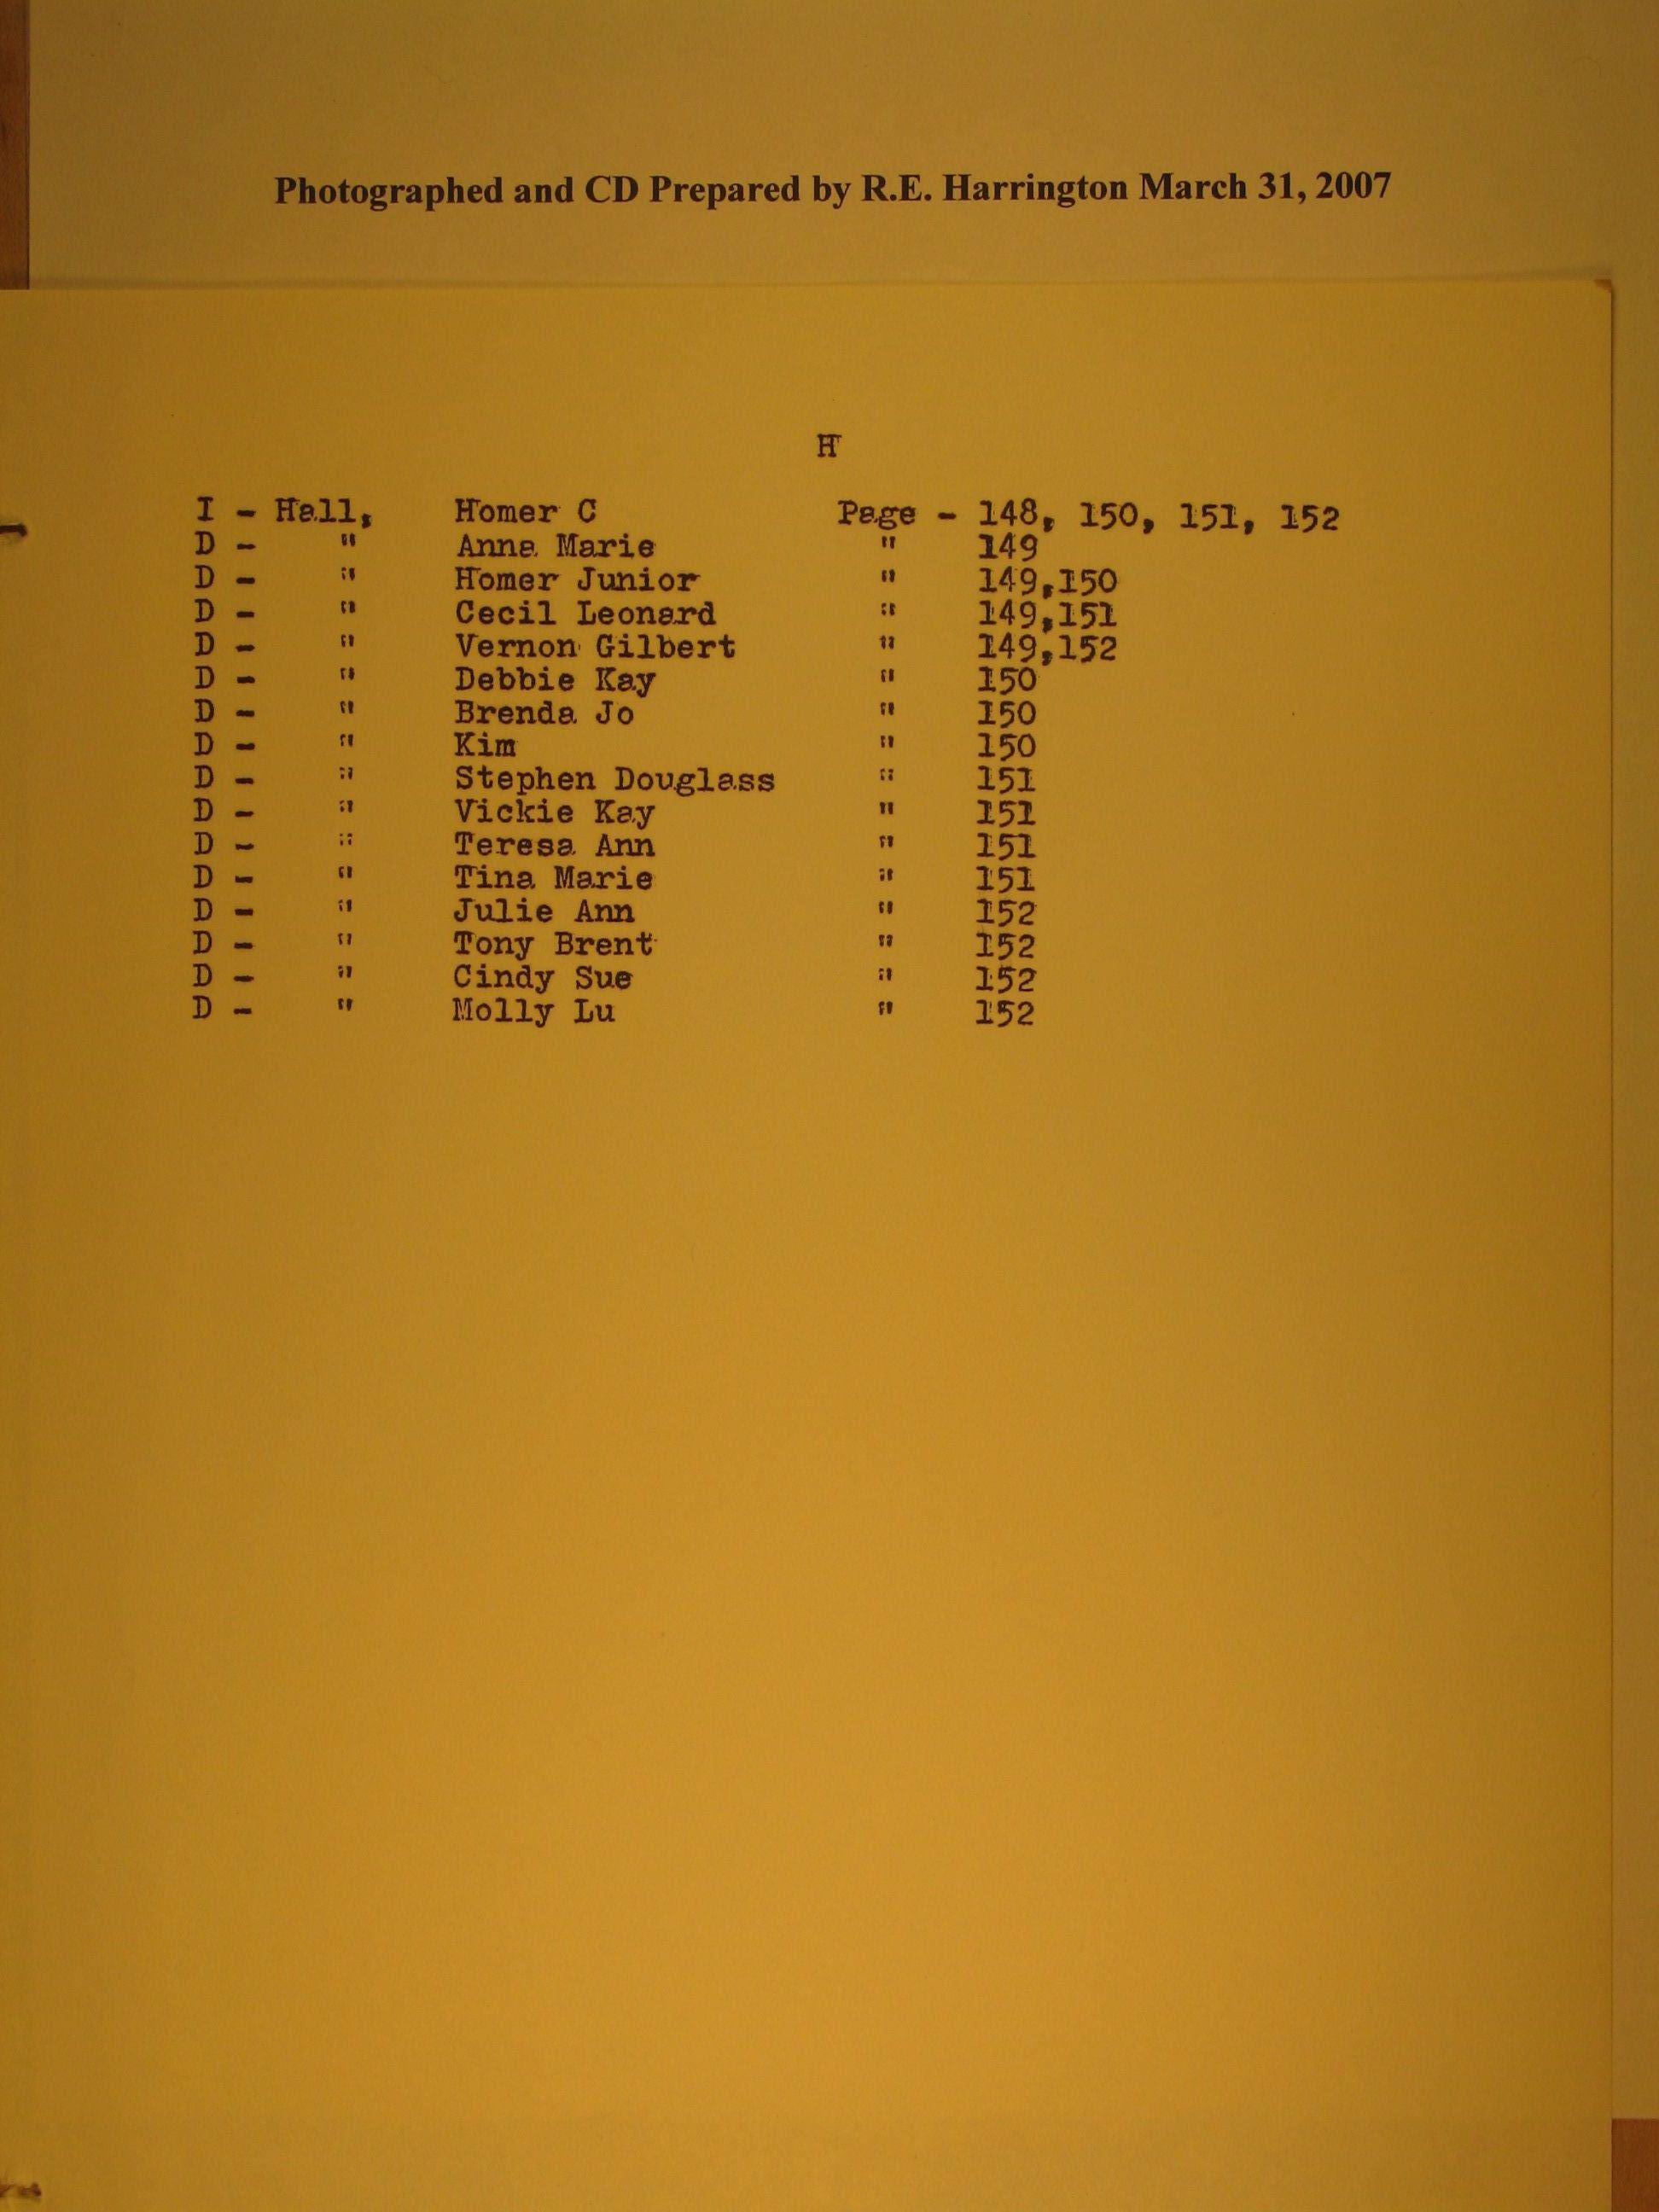 Photographed and CD Prepared by R.E. Harrington March 31, 2007
H
I - Hall, Homer C Page - 148, 150, 151, 152
D - " Anna Marie " 149
D - " Homer Junior " 149,150
D - " Cecil Leonard " 149,151
D - " Vernon Gilbert " 149,152
D - " Debbie Kay " 150
D - " Brenda Jo " 150
D - " Kim " 150
D - " Stephen Douglass " 151
D - " Vickie Kay " 151
D - " Teresa Ann " 151
D - " Tina Marie " 151
D - " Julie Ann " 152
D - " Tony Brent " 152
D - " Cindy Sue " 152
D - " Molly Lu " 152